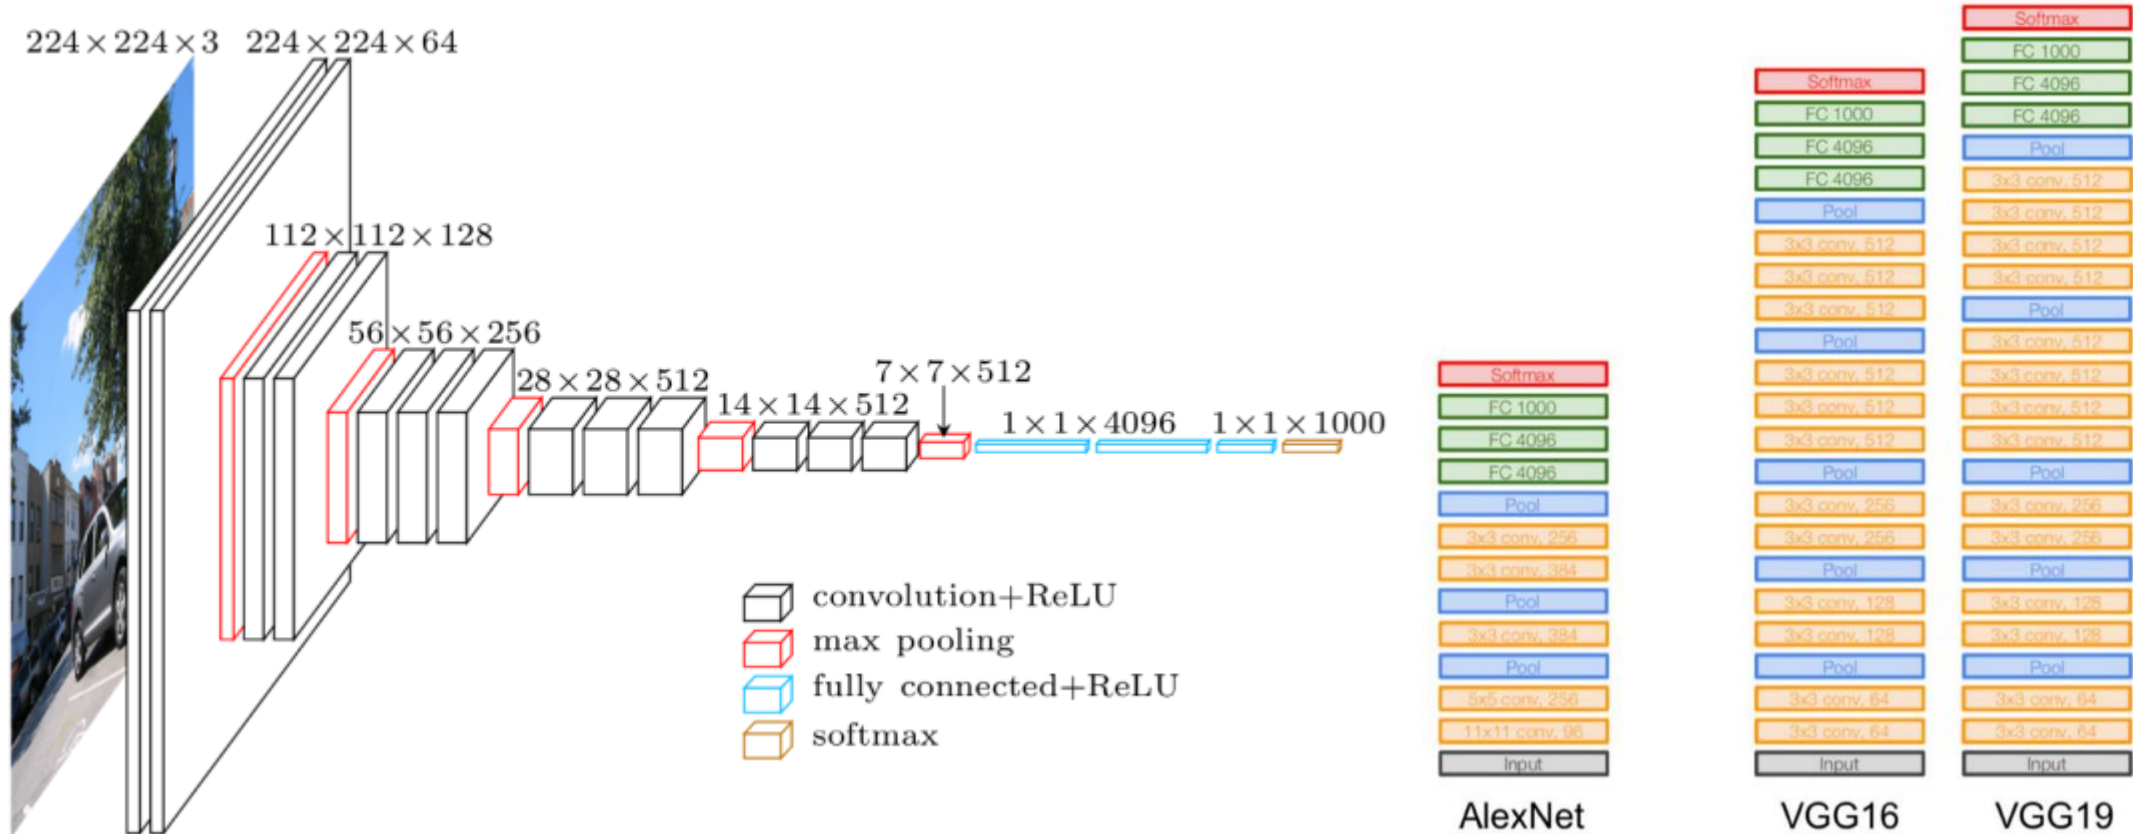 224×224×3
224×224×64
112×112×128
56×56×256
28×28×512
14×14×512
7×7×512
1×1×4096
1×1×1000
convolution+ReLU
max pooling
fully connected+ReLU
softmax
Softmax
FC 1000
FC 4096
FC 4096
Pool
3x3 conv, 256
3x3 conv, 384
Pool
3x3 conv, 384
Pool
5x5 conv, 256
11x11 conv, 96
Input
AlexNet
Softmax
FC 1000
FC 4096
FC 4096
Pool
3x3 conv, 512
3x3 conv, 512
3x3 conv, 512
Pool
3x3 conv, 512
3x3 conv, 512
3x3 conv, 512
Pool
3x3 conv, 256
3x3 conv, 256
Pool
3x3 conv, 128
3x3 conv, 128
Pool
3x3 conv, 64
3x3 conv, 64
Input
VGG16
Softmax
FC 1000
FC 4096
FC 4096
Pool
3x3 conv, 512
3x3 conv, 512
3x3 conv, 512
3x3 conv, 512
Pool
3x3 conv, 512
3x3 conv, 512
3x3 conv, 512
3x3 conv, 512
Pool
3x3 conv, 256
3x3 conv, 256
Pool
3x3 conv, 128
3x3 conv, 128
Pool
3x3 conv, 64
3x3 conv, 64
Input
VGG19